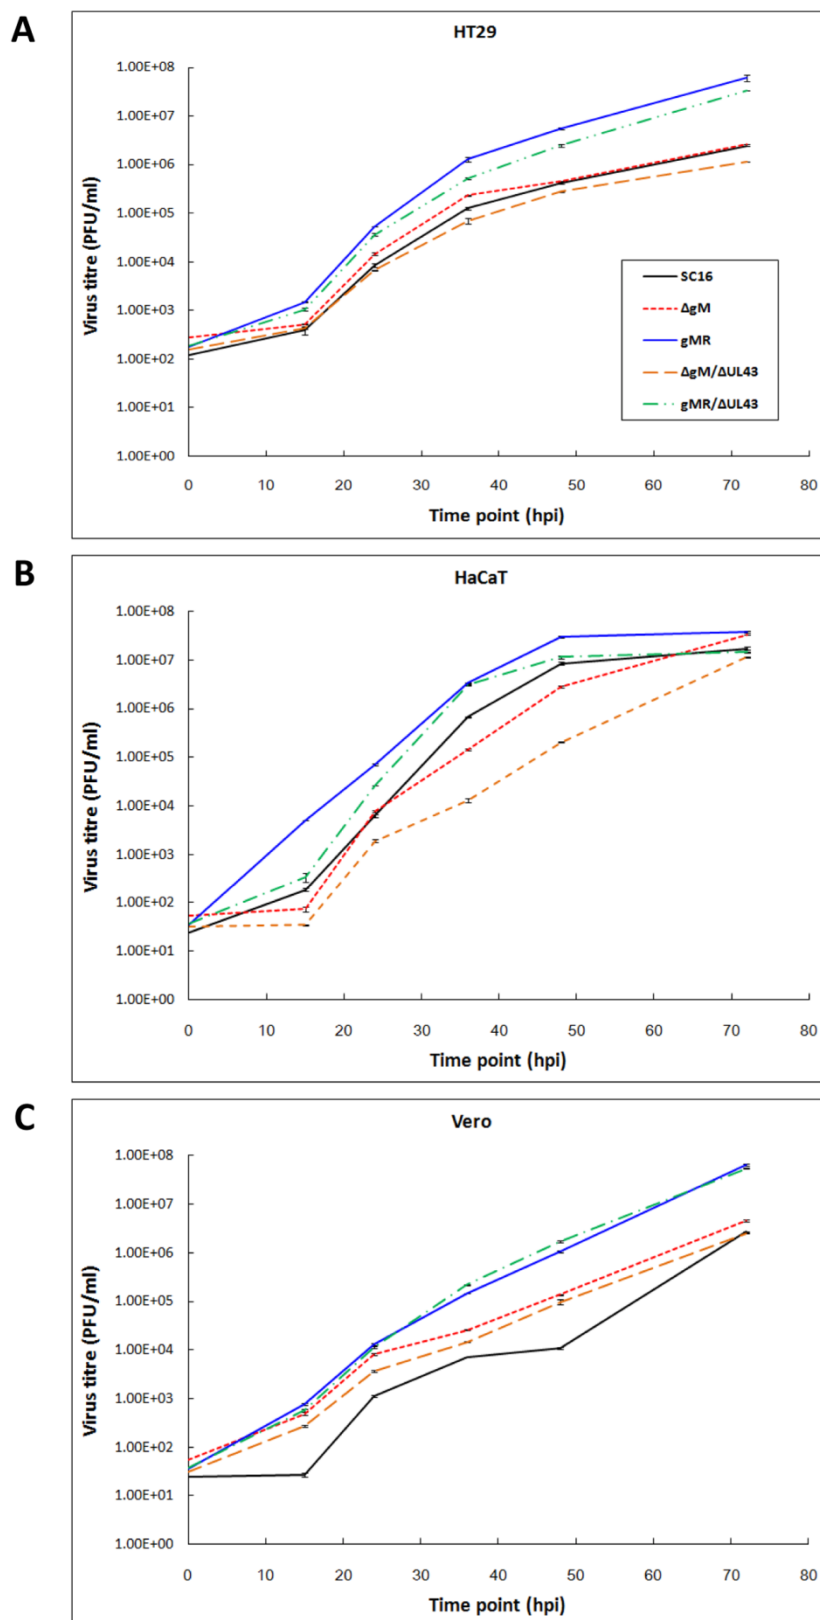 A
HT29
Virus titre (PFU/ml)
1.00E+08
1.00E+07
1.00E+06
1.00E+05
1.00E+04
1.00E+03
1.00E+02
1.00E+01
1.00E+00
SC16
ΔgM
gMR
ΔgM/ΔUL43
gMR/ΔUL43
0 10 20 30 40 50 60 70 80
Time point (hpi)
B
HaCaT
Virus titre (PFU/ml)
1.00E+08
1.00E+07
1.00E+06
1.00E+05
1.00E+04
1.00E+03
1.00E+02
1.00E+01
1.00E+00
0 10 20 30 40 50 60 70 80
Time point (hpi)
C
Vero
Virus titre (PFU/ml)
1.00E+08
1.00E+07
1.00E+06
1.00E+05
1.00E+04
1.00E+03
1.00E+02
1.00E+01
1.00E+00
0 10 20 30 40 50 60 70 80
Time point (hpi)